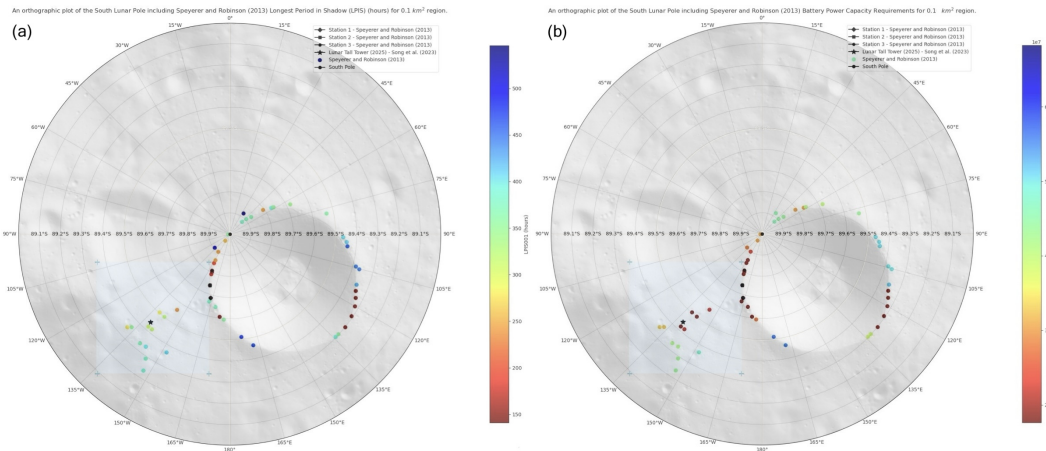 An orthographic plot of the South Lunar Pole including Speyerer and Robinson (2013) Longest Period in Shadow (LPIS) (hours) for 0.1 km² region.
(a)
0°
15°W
15°E
45°E
60°W
60°E
75°W
75°E
90°W
90°E
89.1°S 89.2°S 89.3°S 89.4°S 89.5°S 89.6°S 89.7°S 89.8°S 89.9°S
89.9°S 89.8°S 89.7°S 89.6°S 89.5°S 89.4°S 89.3°S 89.2°S 89.1°S
105°W
105°E
120°W
120°E
135°W
135°E
150°W
150°E
165°W
165°E
180°
Station 1 - Speyerer and Robinson (2013)
Station 2 - Speyerer and Robinson (2013)
Station 3 - Speyerer and Robinson (2013)
Lunar Tall Tower (2025) - Song et al. (2023)
Speyerer and Robinson (2013)
South Pole
500
450
400
350
300
250
200
150
LPIS001 (hours)
An orthographic plot of the South Lunar Pole including Speyerer and Robinson (2013) Battery Power Capacity Requirements for 0.1 km² region.
(b)
0°
15°W
15°E
45°E
60°W
60°E
75°W
75°E
90°W
90°E
89.1°S 89.2°S 89.3°S 89.4°S 89.5°S 89.6°S 89.7°S 89.8°S 89.9°S
89.9°S 89.8°S 89.7°S 89.6°S 89.5°S 89.4°S 89.3°S 89.2°S 89.1°S
105°W
105°E
120°W
120°E
135°W
135°E
150°W
150°E
165°W
165°E
180°
Station 1 - Speyerer and Robinson (2013)
Station 2 - Speyerer and Robinson (2013)
Station 3 - Speyerer and Robinson (2013)
Lunar Tall Tower (2025) - Song et al. (2023)
Speyerer and Robinson (2013)
South Pole
1e7